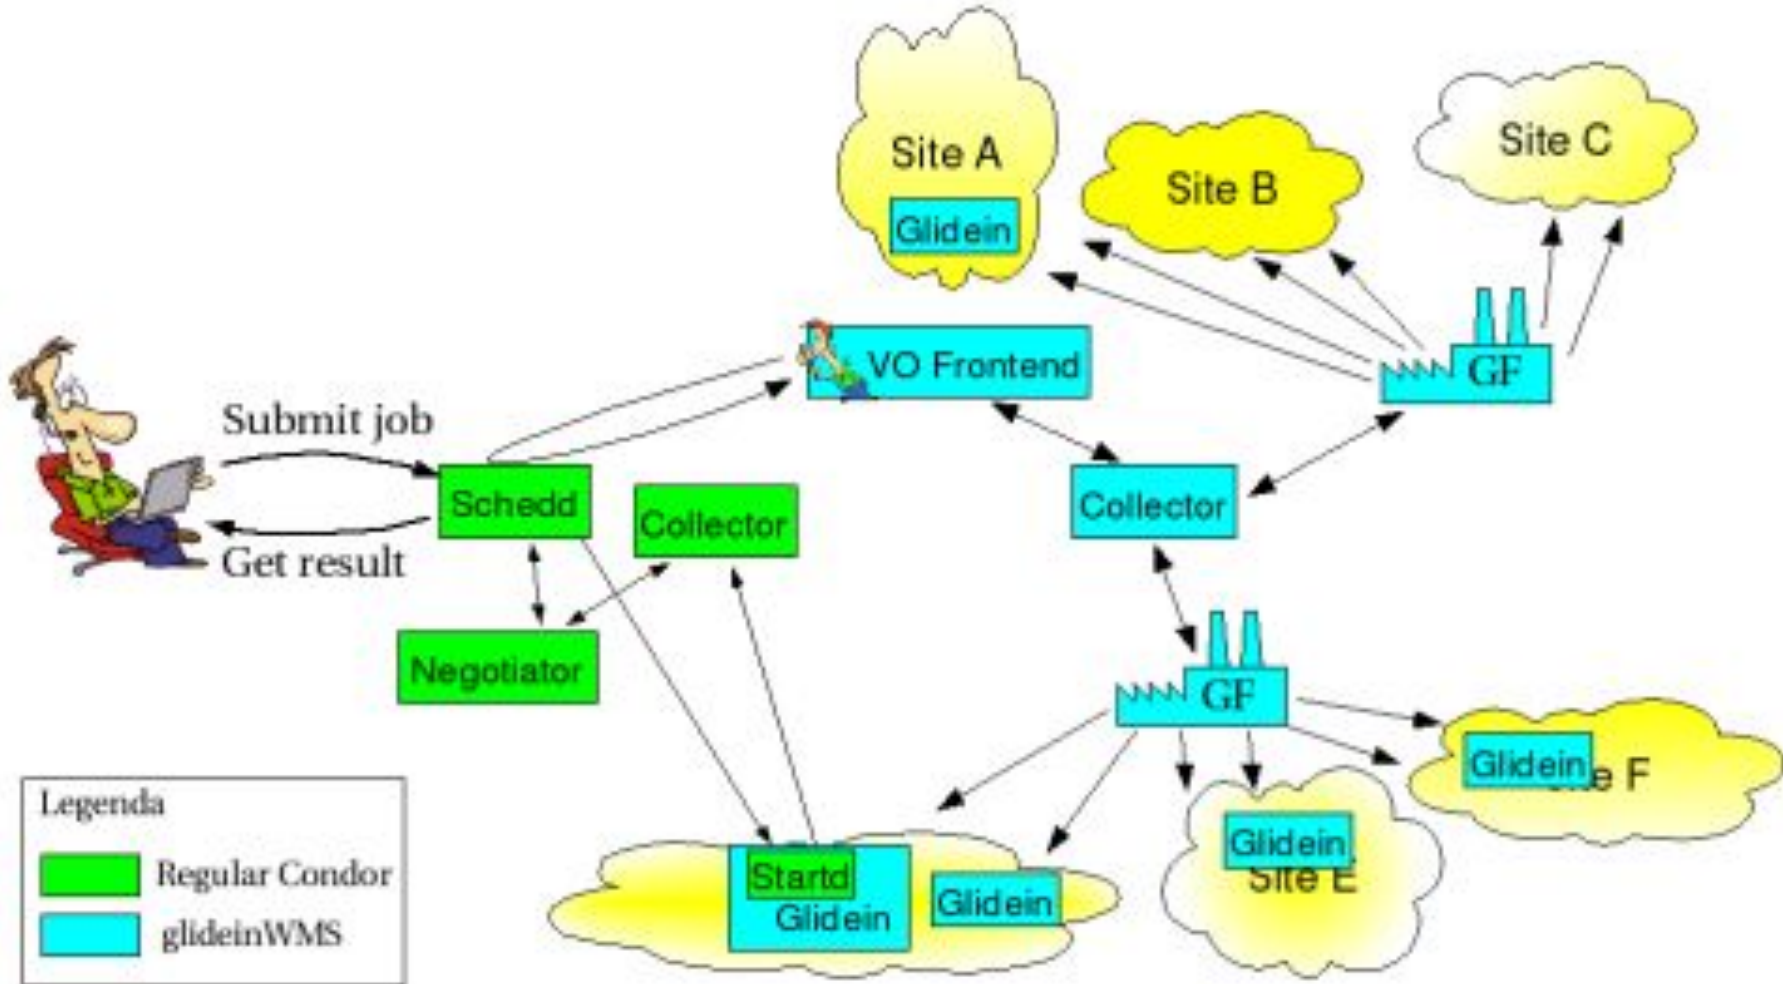 Site A
Glidein
Site B
Site C
VO Frontend
GF
Submit job
Schedd
Collector
Collector
Get result
Negotiator
GF
Glidein
e F
Glidein
Site E
Startd
Glidein
Glidein
Legenda
Regular Condor
glideinWMS